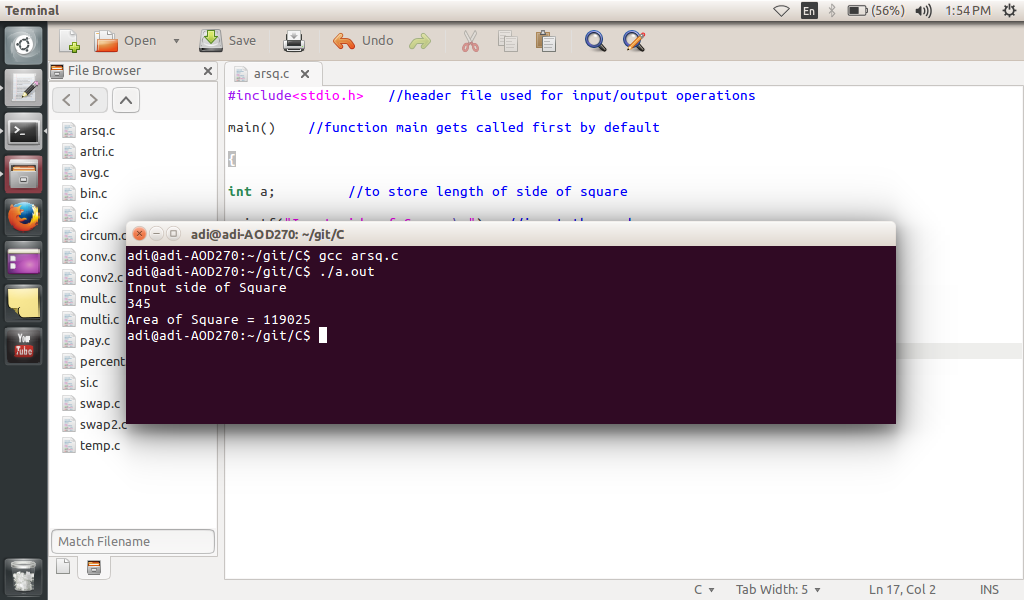 Terminal
En
(56%)
1:54 PM
Open
Save
Undo
File Browser
arsq.c
artri.c
avg.c
bin.c
ci.c
circum.c
conv.c
conv2.c
mult.c
multi.c
pay.c
percent
si.c
swap.c
swap2.c
temp.c
Match Filename
You
Tube
arsq.c
#include<stdio.h> //header file used for input/output operations
main() //function main gets called first by default
{
int a; //to store length of side of square
adi@adi-AOD270: ~/git/C
adi@adi-AOD270:~/git/C$ gcc arsq.c
adi@adi-AOD270:~/git/C$ ./a.out
Input side of Square
345
Area of Square = 119025
adi@adi-AOD270:~/git/C$
C
Tab Width: 5
Ln 17, Col 2
INS